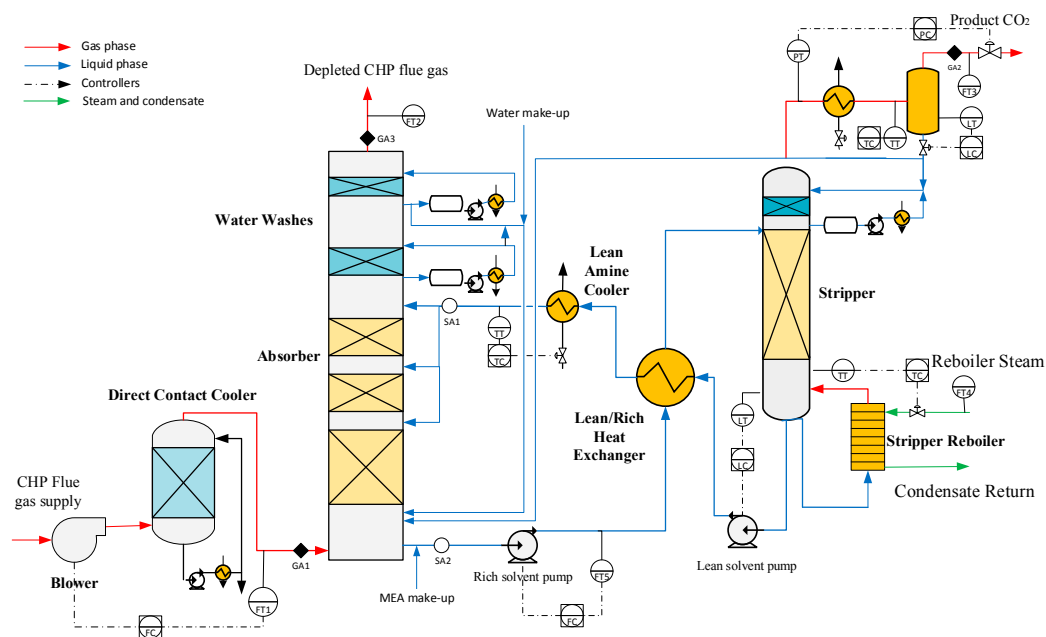 Gas phase
Liquid phase
Controllers
Steam and condensate
Product CO₂
PC
PT
GA2
FT3
LT
LC
TC
TT
Depleted CHP flue gas
FT2
GA3
Water make-up
Water Washes
Lean
Amine
Cooler
SA1
TT
TC
Absorber
Stripper
Direct Contact Cooler
Lean/Rich
Heat
Exchanger
TT
TC
Reboiler Steam
FT4
LT
LC
Stripper Reboiler
Condensate Return
CHP Flue
gas supply
Blower
GA1
FT1
FC
SA2
MEA make-up
Rich solvent pump
FT5
FC
Lean solvent pump